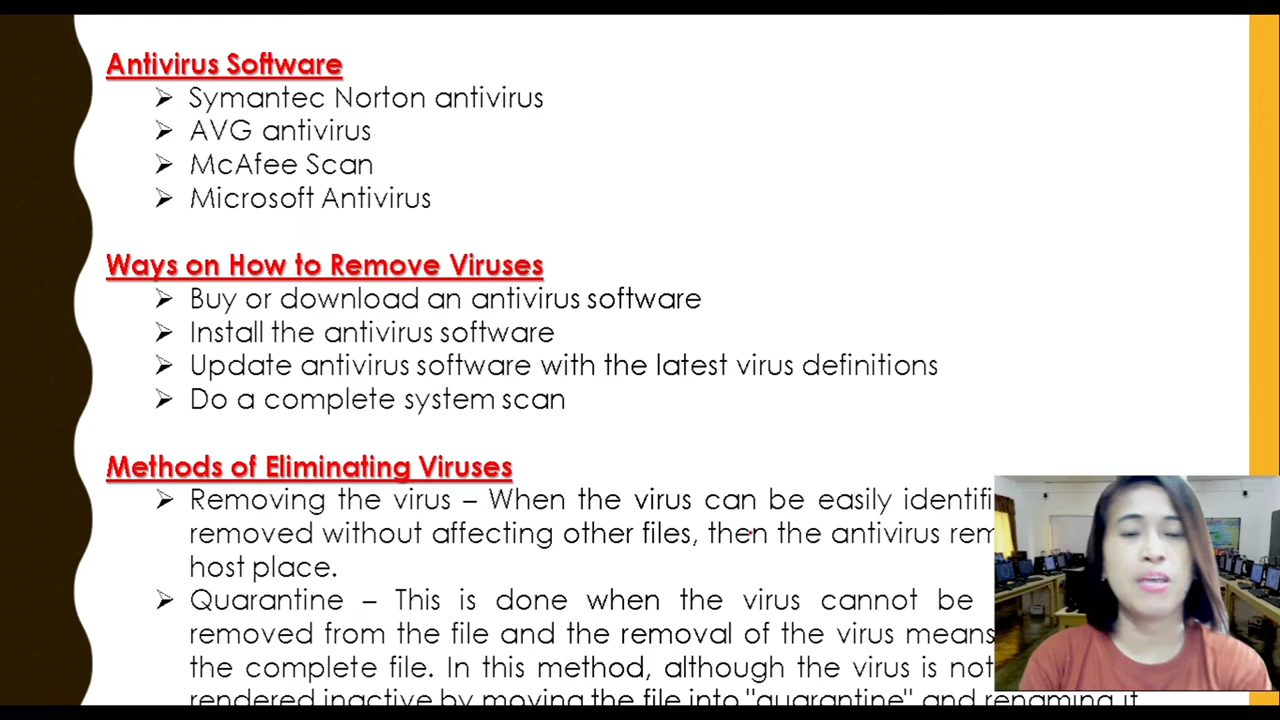 Antivirus Software
➢ Symantec Norton antivirus
➢ AVG antivirus
➢ McAfee Scan
➢ Microsoft Antivirus
Ways on How to Remove Viruses
➢ Buy or download an antivirus software
➢ Install the antivirus software
➢ Update antivirus software with the latest virus definitions
➢ Do a complete system scan
Methods of Eliminating Viruses
➢ Removing the virus – When the virus can be easily
removed without affecting other files, then the antivirus
host place.
➢ Quarantine – This is done when the virus cannot be
removed from the file and the removal of the virus means
the complete file. In this method, although the virus is not
rendered inactive by moving the file into "quarantine" and renaming it